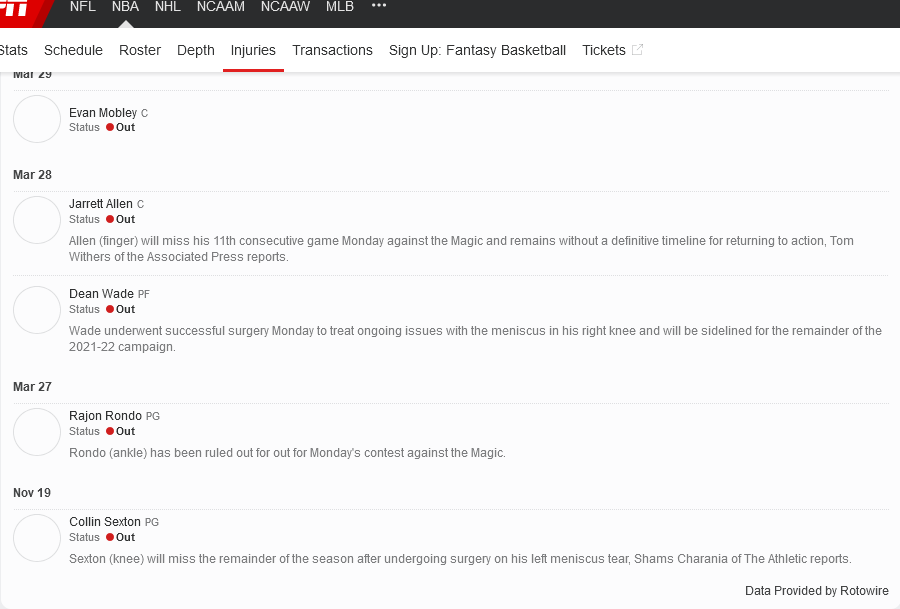 NFL NBA NHL NCAAM NCAAW MLB •••
Stats Schedule Roster Depth Injuries Transactions Sign Up: Fantasy Basketball Tickets
Mar 29
Evan Mobley C
Status Out
Mar 28
Jarrett Allen C
Status Out
Allen (finger) will miss his 11th consecutive game Monday against the Magic and remains without a definitive timeline for returning to action, Tom
Withers of the Associated Press reports.
Dean Wade PF
Status Out
Wade underwent successful surgery Monday to treat ongoing issues with the meniscus in his right knee and will be sidelined for the remainder of the
2021-22 campaign.
Mar 27
Rajon Rondo PG
Status Out
Rondo (ankle) has been ruled out for out for Monday's contest against the Magic.
Nov 19
Collin Sexton PG
Status Out
Sexton (knee) will miss the remainder of the season after undergoing surgery on his left meniscus tear, Shams Charania of The Athletic reports.
Data Provided by Rotowire